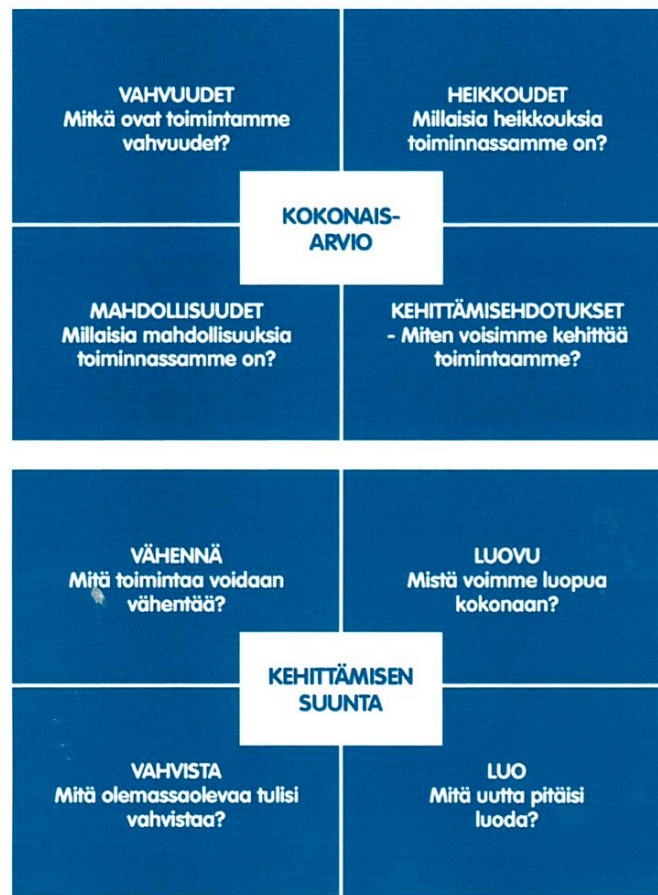 VAHVUUDET
Mitkä ovat toimintamme
vahvuudet?
HEIKKOUDET
Millaisia heikkouksia
toiminnassamme on?
KOKONAIS-
ARVIO
MAHDOLLISUUDET
Millaisia mahdollisuuksia
toiminnassamme on?
KEHITTÄMISEHDOTUKSET
- Miten voisimme kehittää
toimintaamme?
VÄHENNÄ
Mitä toimintaa voidaan
vähentää?
LUOVU
Mistä voimme luopua
kokonaan?
KEHITTÄMISEN
SUUNTA
VAHVISTA
Mitä olemassaolevaa tulisi
vahvistaa?
LUO
Mitä uutta pitäisi
luoda?